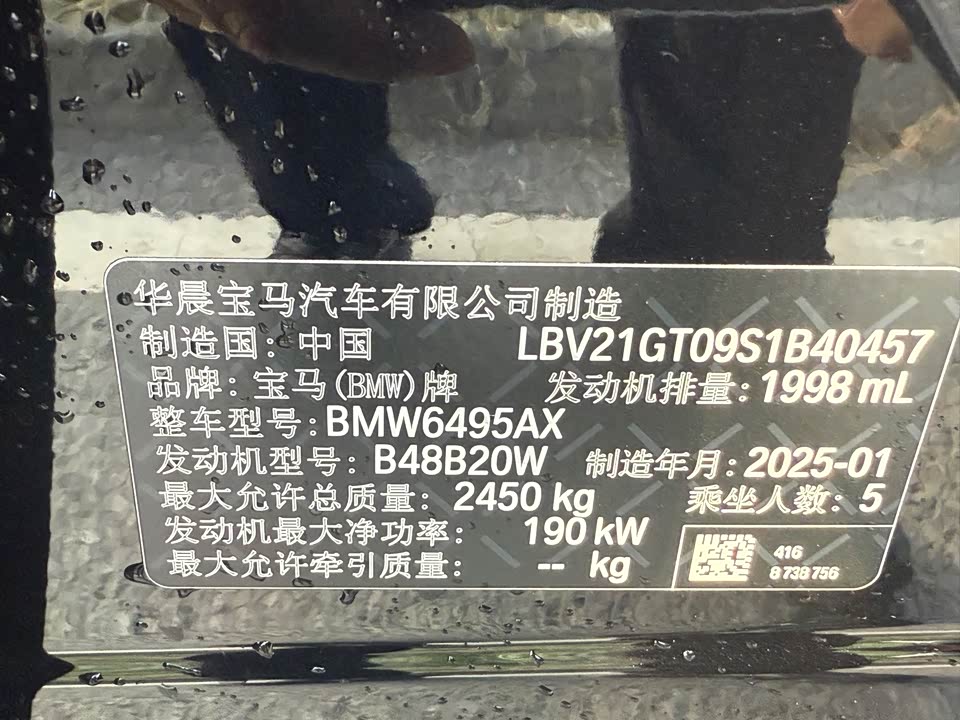 华晨宝马汽车有限公司制造
制造国：中国 LBV21GT09S1B40457
品牌：宝马(BMW)牌 发动机排量：1998 mL
整车型号：BMW6495AX
发动机型号：B48B20W 制造年月：2025-01
最大允许总质量：2450 kg 乘坐人数：5
发动机最大净功率：190 kW
最大允许牵引质量：-- kg
416
8 738 756